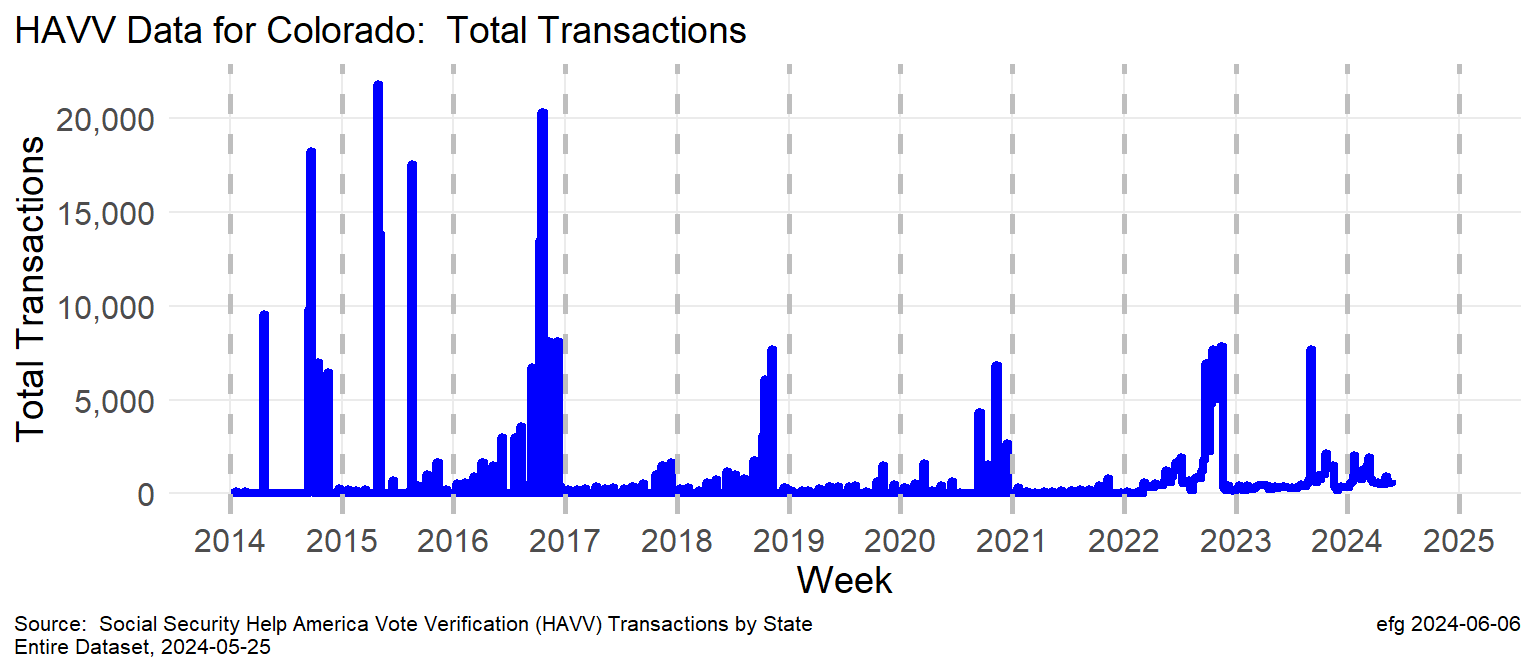 HAVV Data for Colorado:  Total Transactions
Total Transactions
20,000
15,000
10,000
5,000
0
2014 2015 2016 2017 2018 2019 2020 2021 2022 2023 2024 2025
Week
Source:  Social Security Help America Vote Verification (HAVV) Transactions by State
Entire Dataset, 2024-05-25
efg 2024-06-06